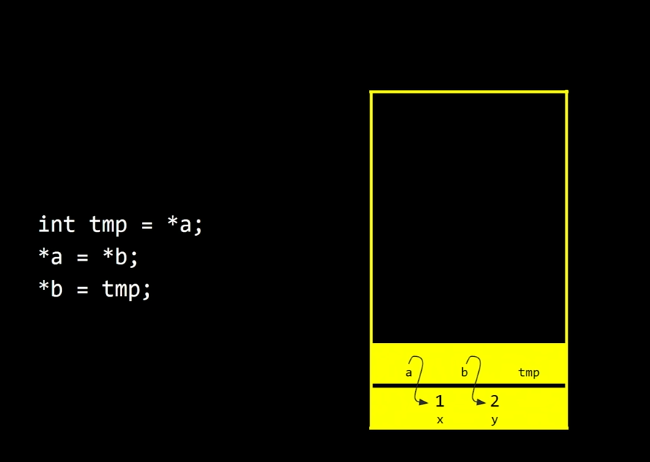 int tmp = *a;
*a = *b;
*b = tmp;
a b tmp
1 2
x y